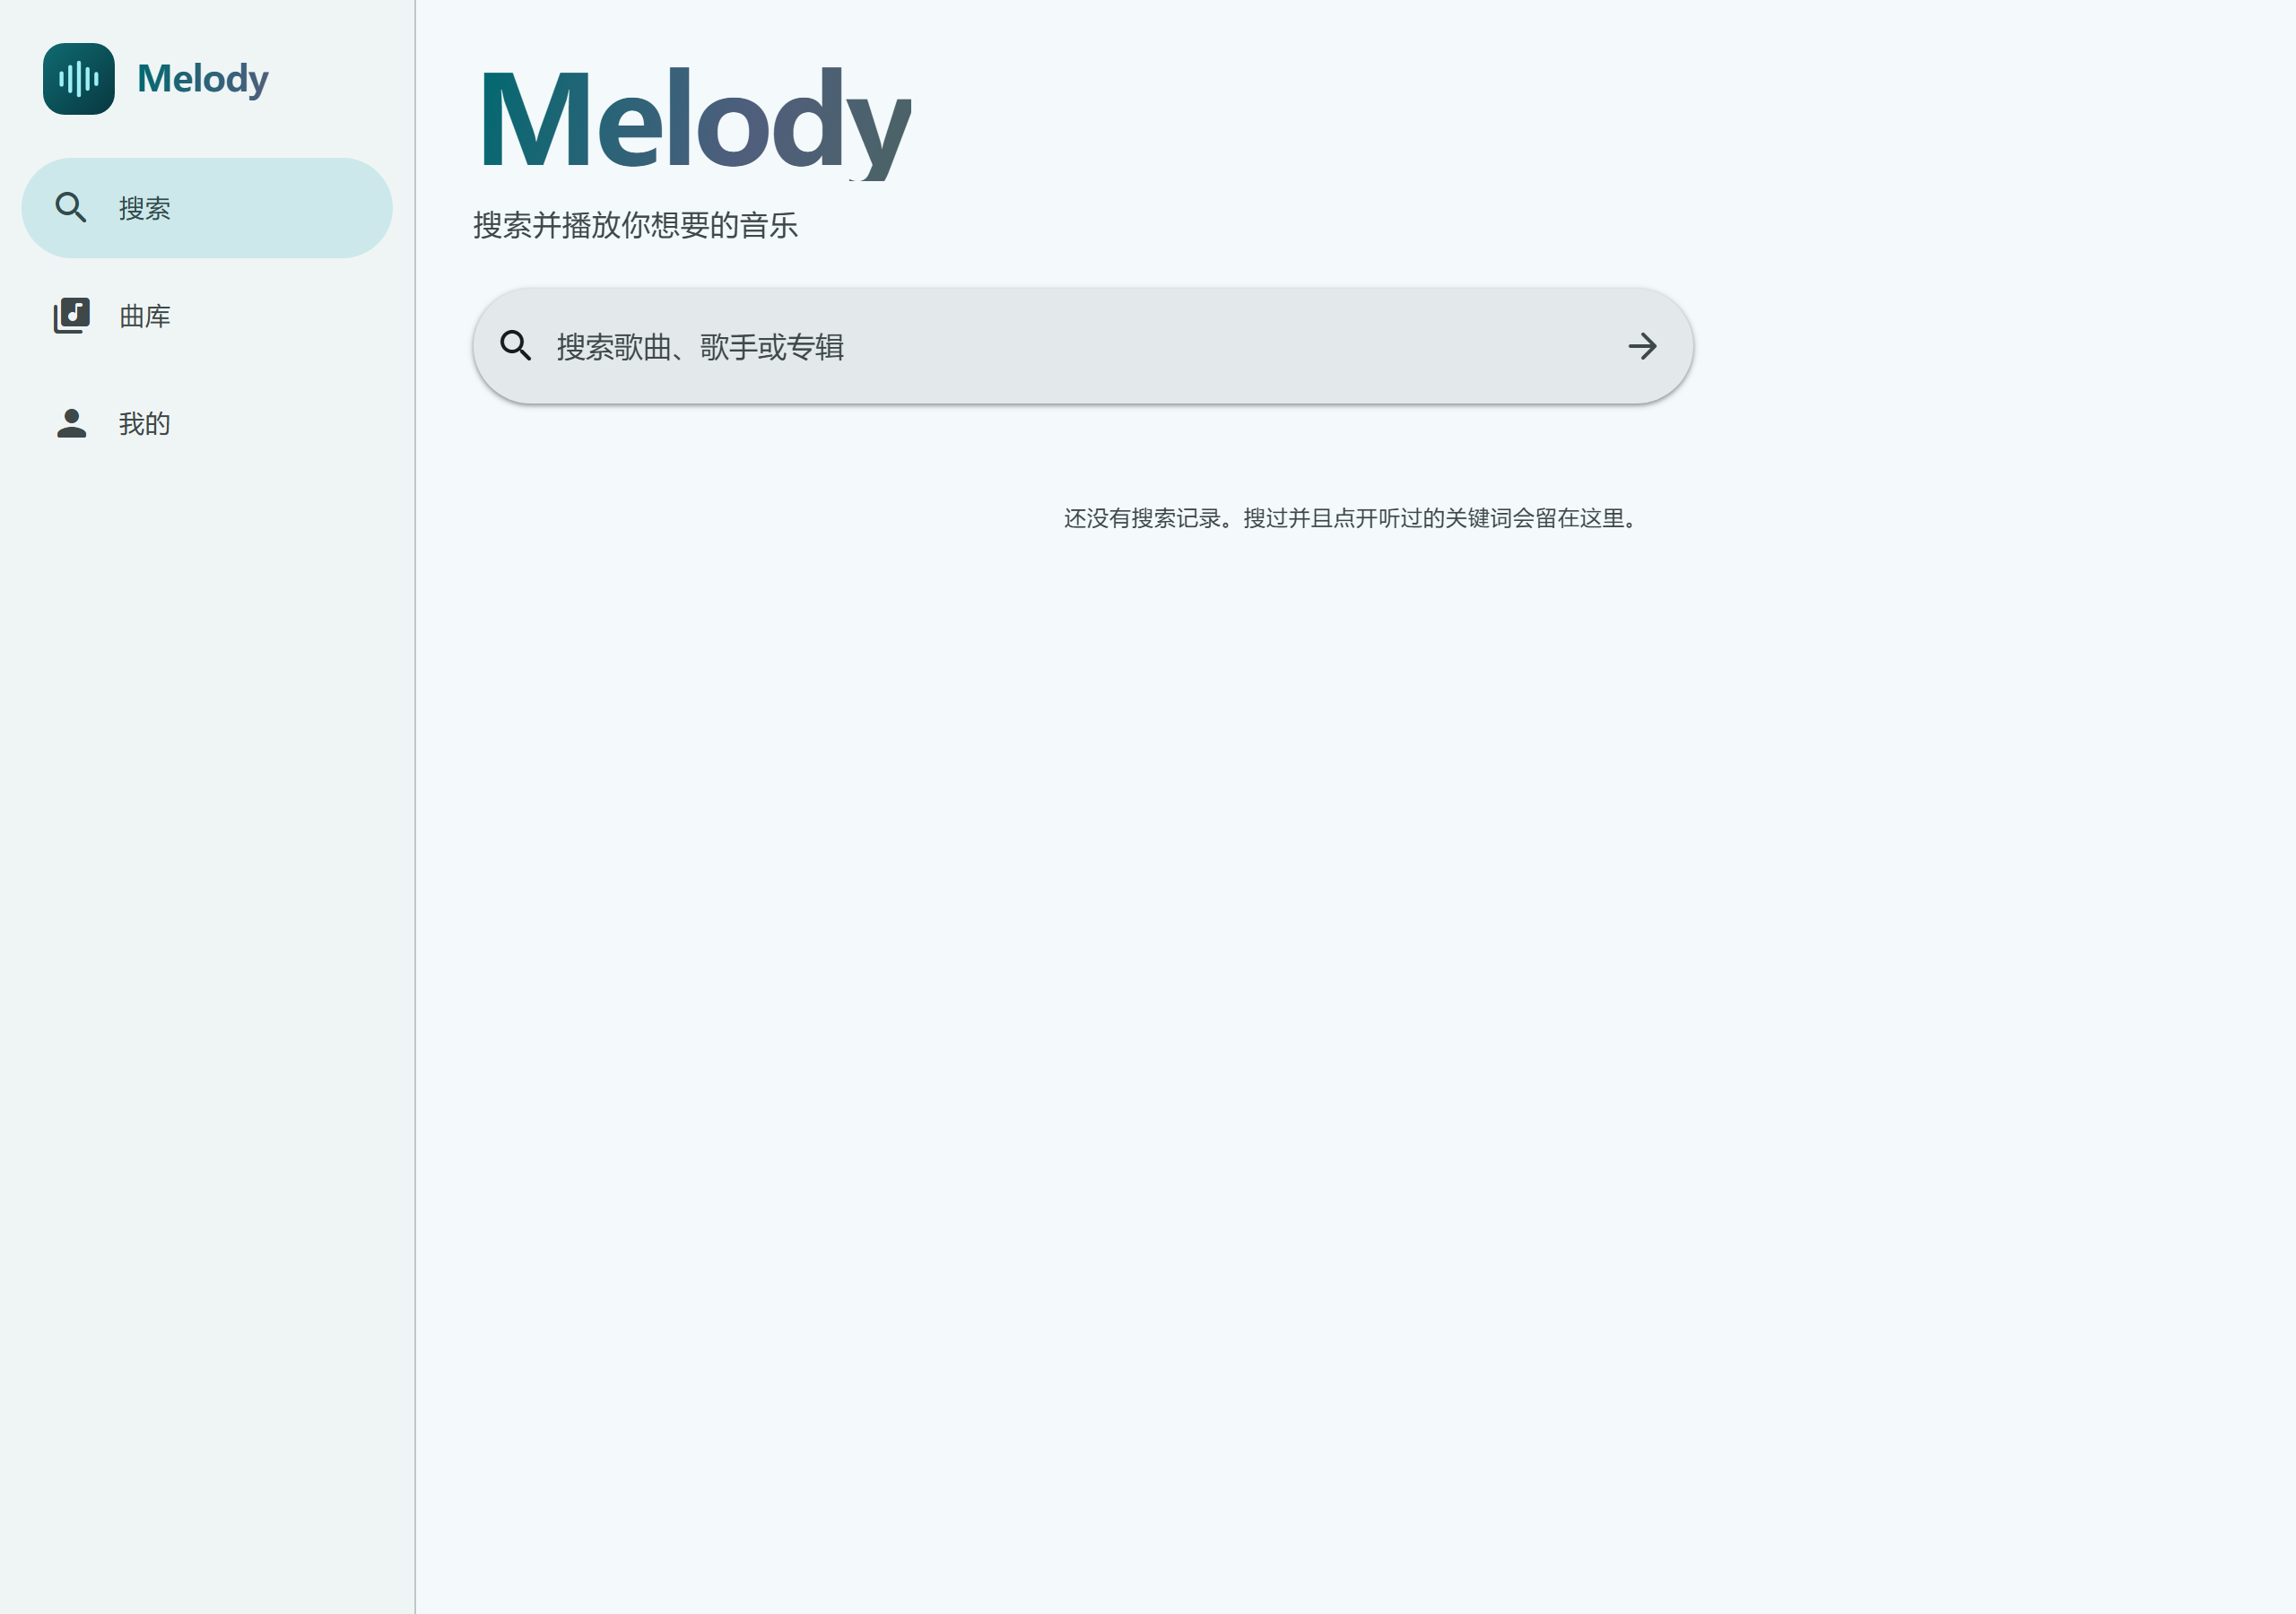 Melody
搜索
曲库
我的
Melody
搜索并播放你想要的音乐
搜索歌曲、歌手或专辑
还没有搜索记录。搜过并且点开听过的关键词会留在这里。